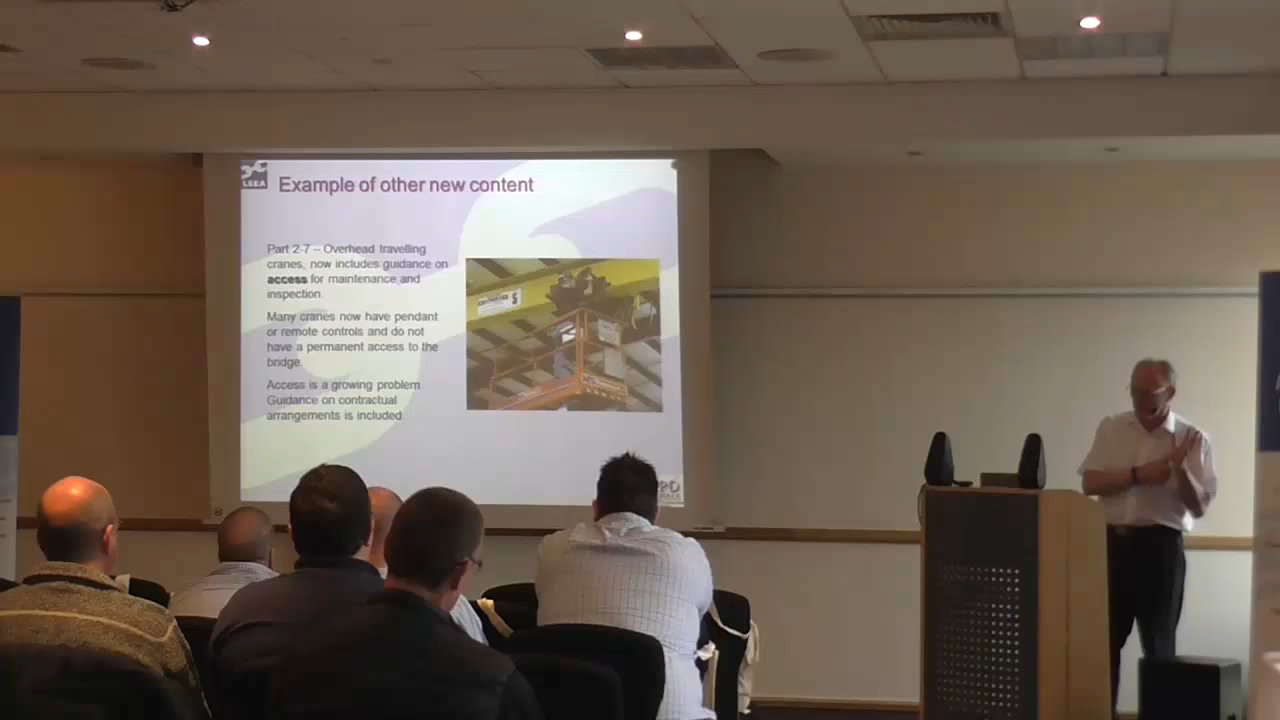 LEEA
Example of other new content
Part 2-7 – Overhead travelling
cranes, now includes guidance on
access for maintenance and
inspection.
Many cranes now have pendant
or remote controls and do not
have a permanent access to the
bridge.
Access is a growing problem
Guidance on contractual
arrangements is included
5